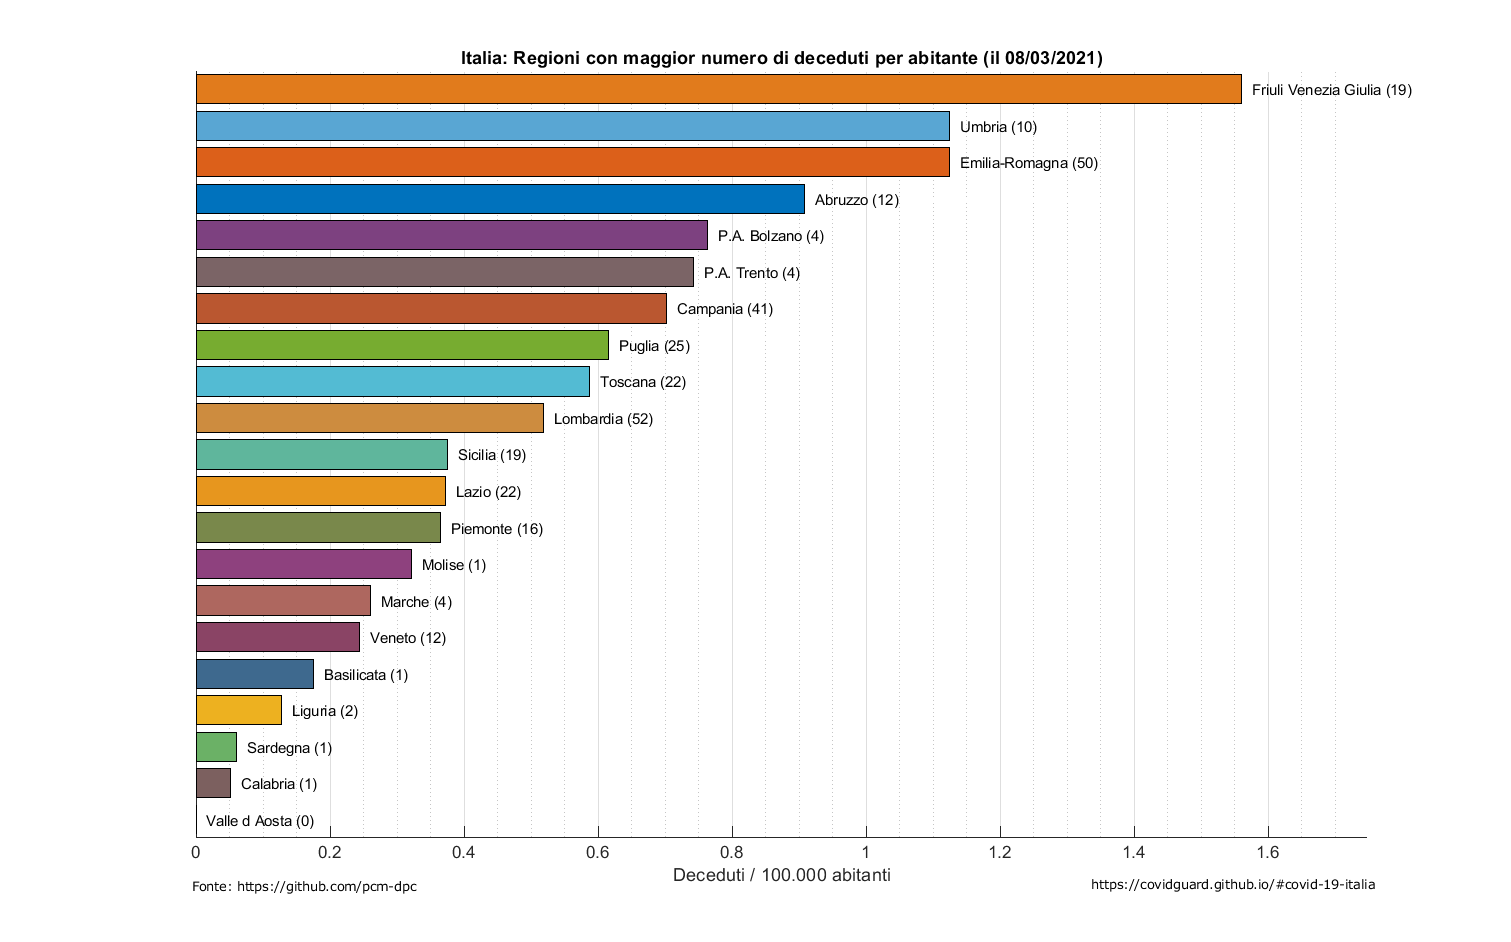 Italia: Regioni con maggior numero di deceduti per abitante (il 08/03/2021)
Friuli Venezia Giulia (19)
Umbria (10)
Emilia-Romagna (50)
Abruzzo (12)
P.A. Bolzano (4)
P.A. Trento (4)
Campania (41)
Puglia (25)
Toscana (22)
Lombardia (52)
Sicilia (19)
Lazio (22)
Piemonte (16)
Molise (1)
Marche (4)
Veneto (12)
Basilicata (1)
Liguria (2)
Sardegna (1)
Calabria (1)
Valle d Aosta (0)
0 0.2 0.4 0.6 0.8 1 1.2 1.4 1.6
Deceduti / 100.000 abitanti
Fonte: https://github.com/pcm-dpc
https://covidguard.github.io/#covid-19-italia